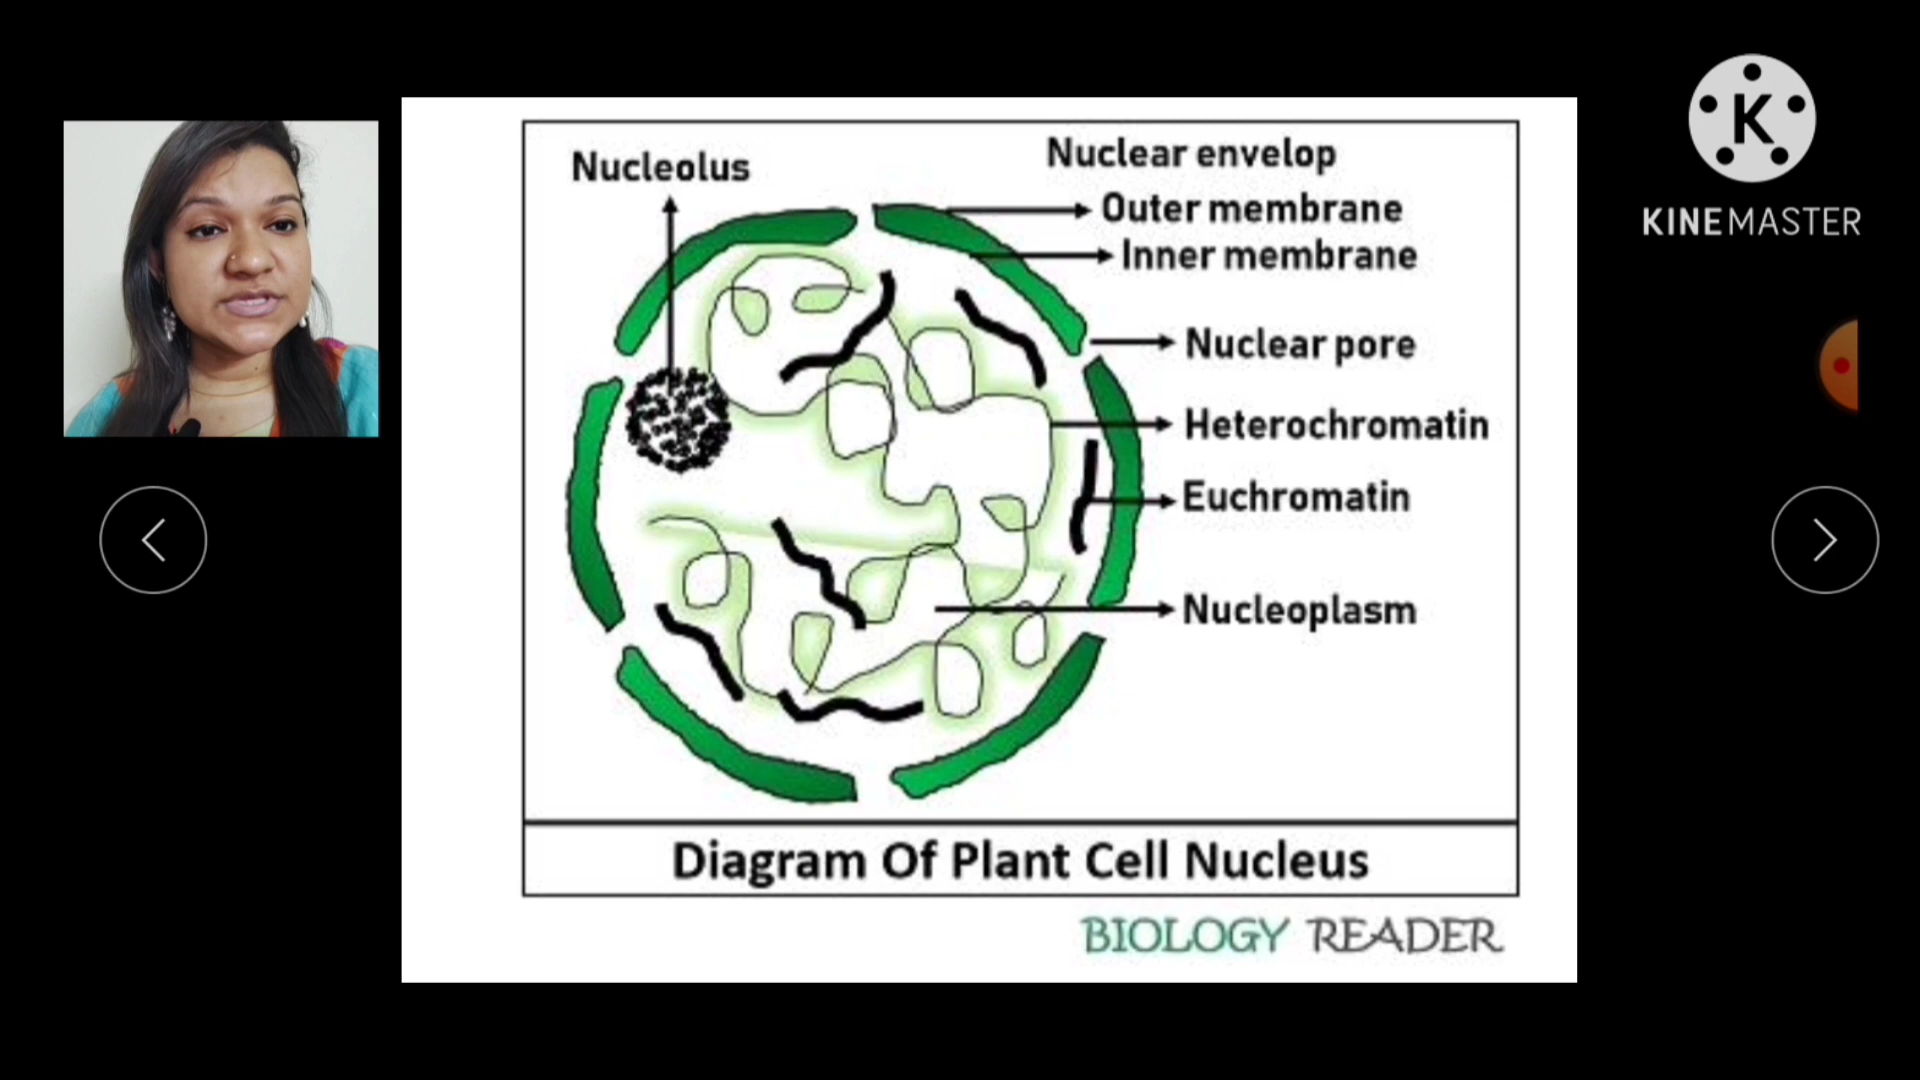 Nucleolus
Nuclear envelop
Outer membrane
Inner membrane
Nuclear pore
Heterochromatin
Euchromatin
Nucleoplasm
Diagram Of Plant Cell Nucleus
BIOLOGY READER
K
KINEMASTER